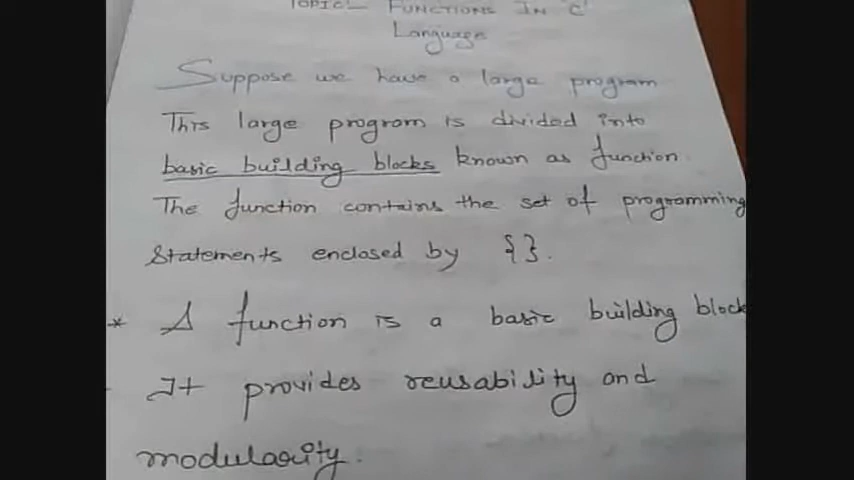 TOPIC:- FUNCTIONS IN 'C'
Language
Suppose we have a large program
This large program is divided into
basic building blocks known as function.
The function contains the set of programming
statements enclosed by {}.
* A function is a basic building block
- It provides reusability and
modularity.